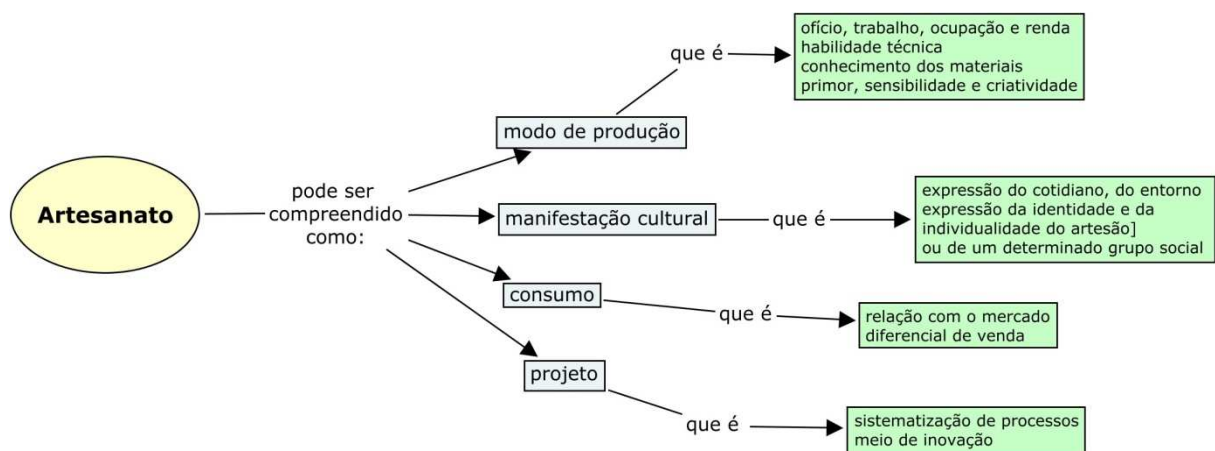 Artesanato
pode ser
compreendido
como:
modo de produção
que é
ofício, trabalho, ocupação e renda
habilidade técnica
conhecimento dos materiais
primor, sensibilidade e criatividade
manifestação cultural
que é
expressão do cotidiano, do entorno
expressão da identidade e da
individualidade do artesão]
ou de um determinado grupo social
consumo
que é
relação com o mercado
diferencial de venda
projeto
que é
sistematização de processos
meio de inovação